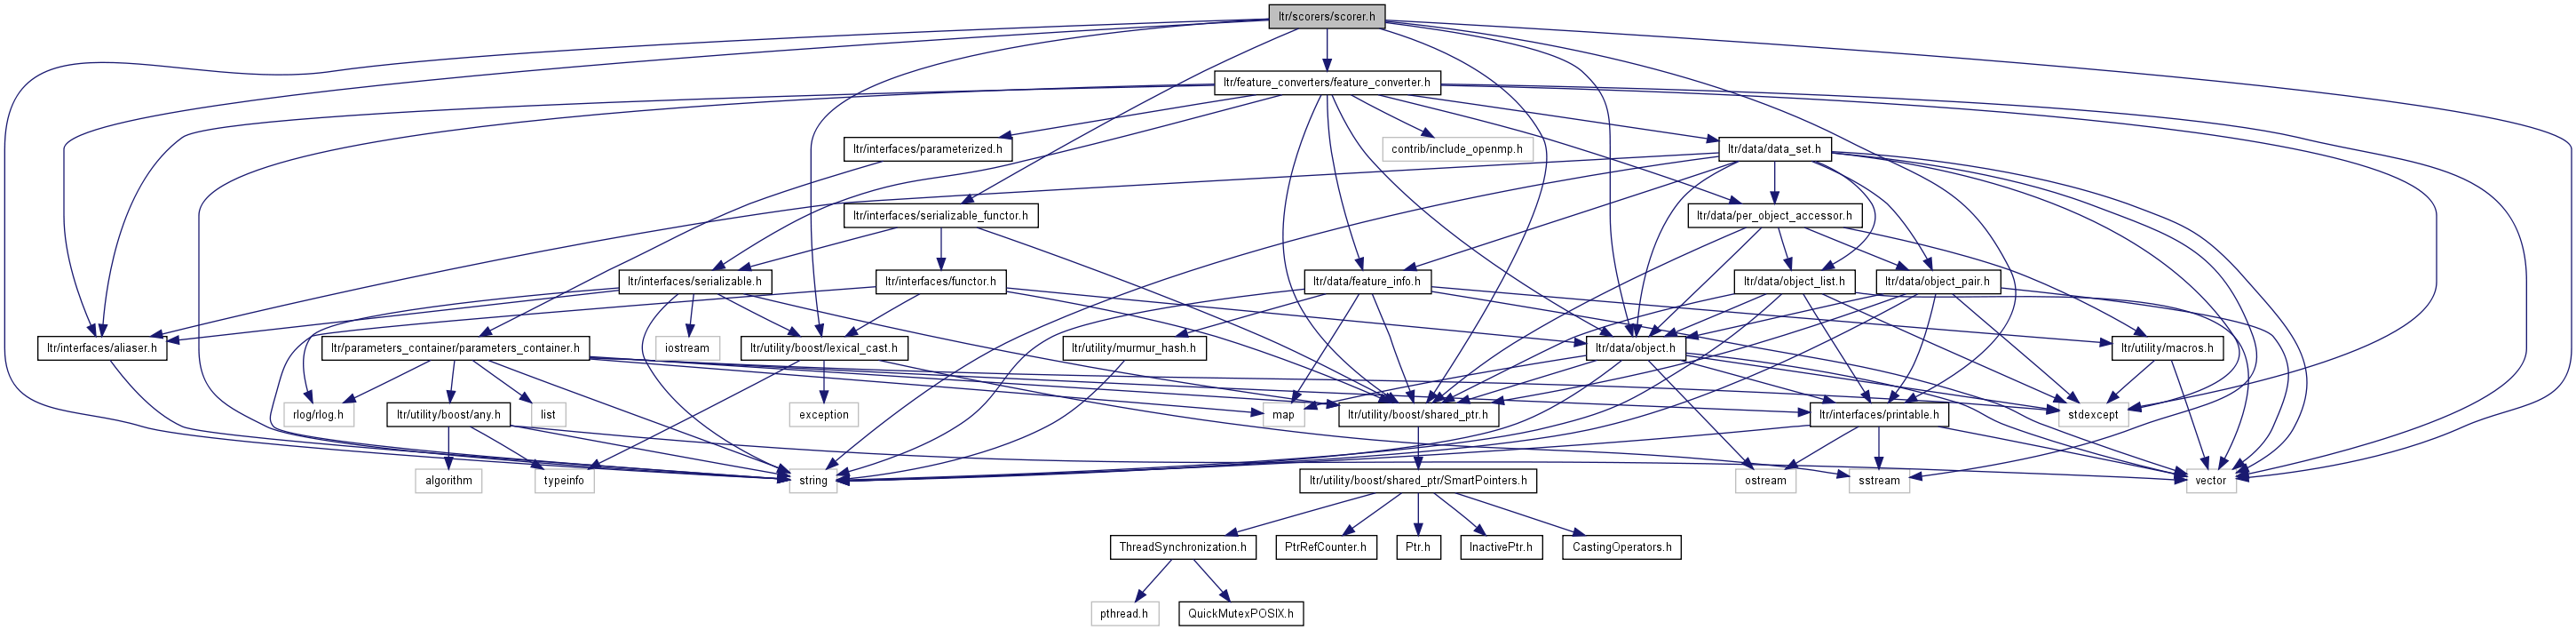 ltr/scorers/scorer.h
ltr/feature_converters/feature_converter.h
ltr/interfaces/parameterized.h
contrib/include_openmp.h
ltr/data/data_set.h
ltr/interfaces/serializable_functor.h
ltr/data/per_object_accessor.h
ltr/interfaces/serializable.h
ltr/interfaces/functor.h
ltr/data/feature_info.h
ltr/data/object_list.h
ltr/data/object_pair.h
ltr/interfaces/aliaser.h
ltr/parameters_container/parameters_container.h
iostream
ltr/utility/boost/lexical_cast.h
ltr/utility/murmur_hash.h
ltr/data/object.h
ltr/utility/macros.h
rlog/rlog.h
ltr/utility/boost/any.h
list
exception
map
ltr/utility/boost/shared_ptr.h
ltr/interfaces/printable.h
stdexcept
algorithm
typeinfo
string
ltr/utility/boost/shared_ptr/SmartPointers.h
ostream
sstream
vector
ThreadSynchronization.h
PtrRefCounter.h
Ptr.h
InactivePtr.h
CastingOperators.h
pthread.h
QuickMutexPOSIX.h